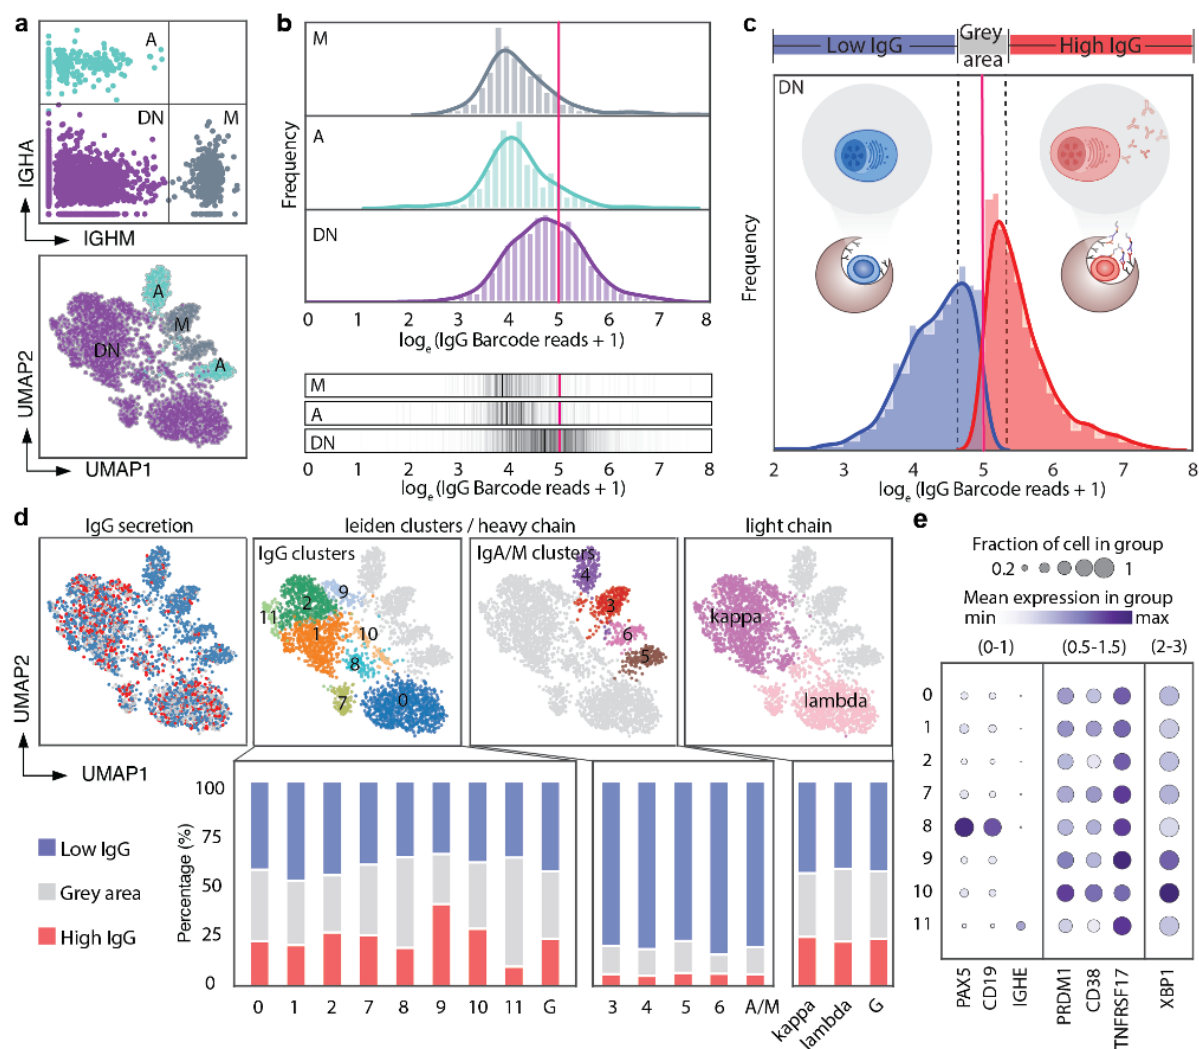 a
A
DN
M
IGHA
IGHM
A
M
DN
A
UMAP2
UMAP1
b
M
A
DN
Frequency
0 1 2 3 4 5 6 7 8
logₑ (IgG Barcode reads + 1)
M
A
DN
0 1 2 3 4 5 6 7 8
logₑ (IgG Barcode reads + 1)
c
Low IgG
Grey
area
High IgG
DN
Frequency
2 3 4 5 6 7 8
logₑ (IgG Barcode reads + 1)
d
IgG secretion
leiden clusters / heavy chain
light chain
IgG clusters
9
2
11
1
10
8
7
0
IgA/M clusters
4
3
6
5
kappa
lambda
UMAP2
UMAP1
Low IgG
Grey area
High IgG
Percentage (%)
100
75
50
25
0
0 1 2 7 8 9 10 11 G
3 4 5 6 A/M
kappa lambda G
e
Fraction of cell in group
0.2 1
Mean expression in group
min max
(0-1) (0.5-1.5) (2-3)
0
1
2
7
8
9
10
11
PAX5
CD19
IGHE
PRDM1
CD38
TNFRSF17
XBP1